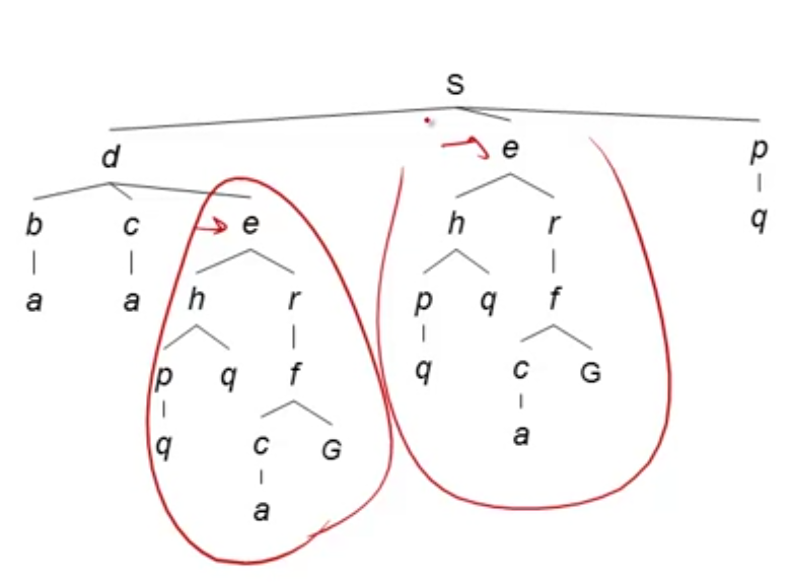 S
d e p
b c e h r q
a a h r p q f
p q f q c G
q c G a
a